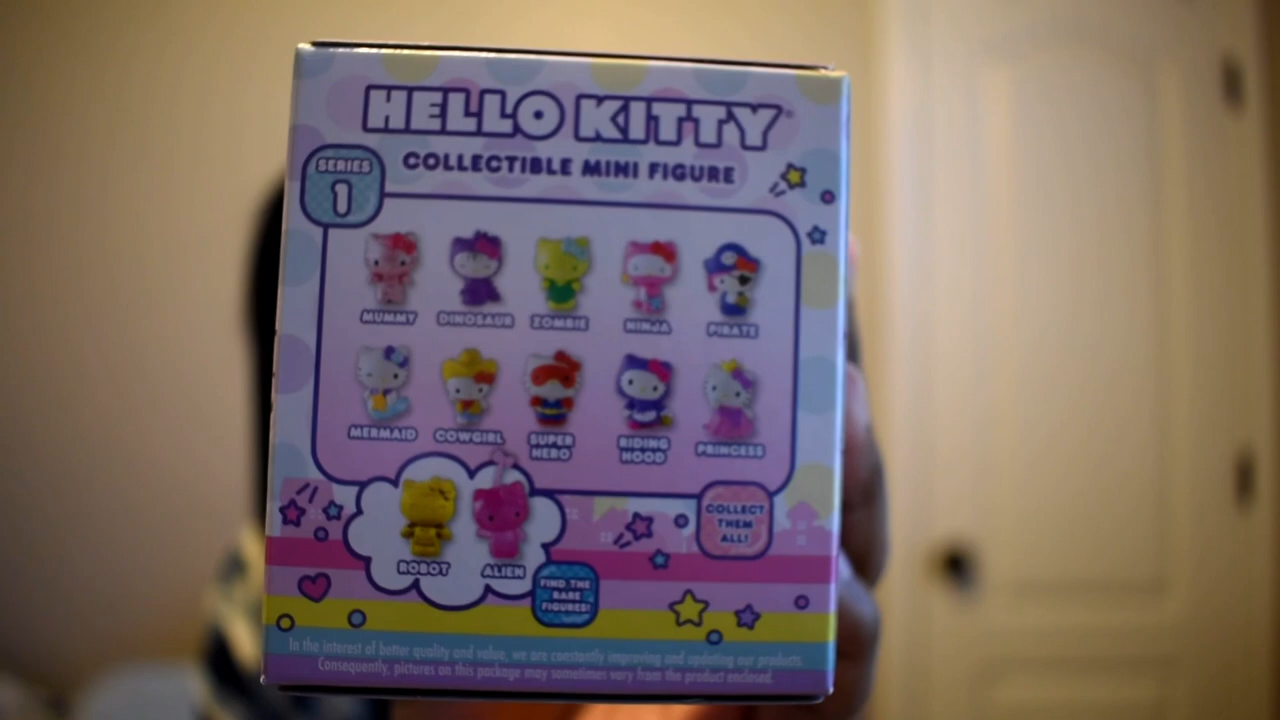 HELLO KITTY®
COLLECTIBLE MINI FIGURE
SERIES
1
MUMMY DINOSAUR ZOMBIE NINJA PIRATE
MERMAID COWGIRL SUPER HERO RIDING HOOD PRINCESS
ROBOT ALIEN
FIND THE
RARE
FIGURES!
COLLECT
THEM
ALL!
In the interest of better quality and value, we are constantly improving and updating our products.
Consequently, pictures on this package may sometimes vary from the product enclosed.